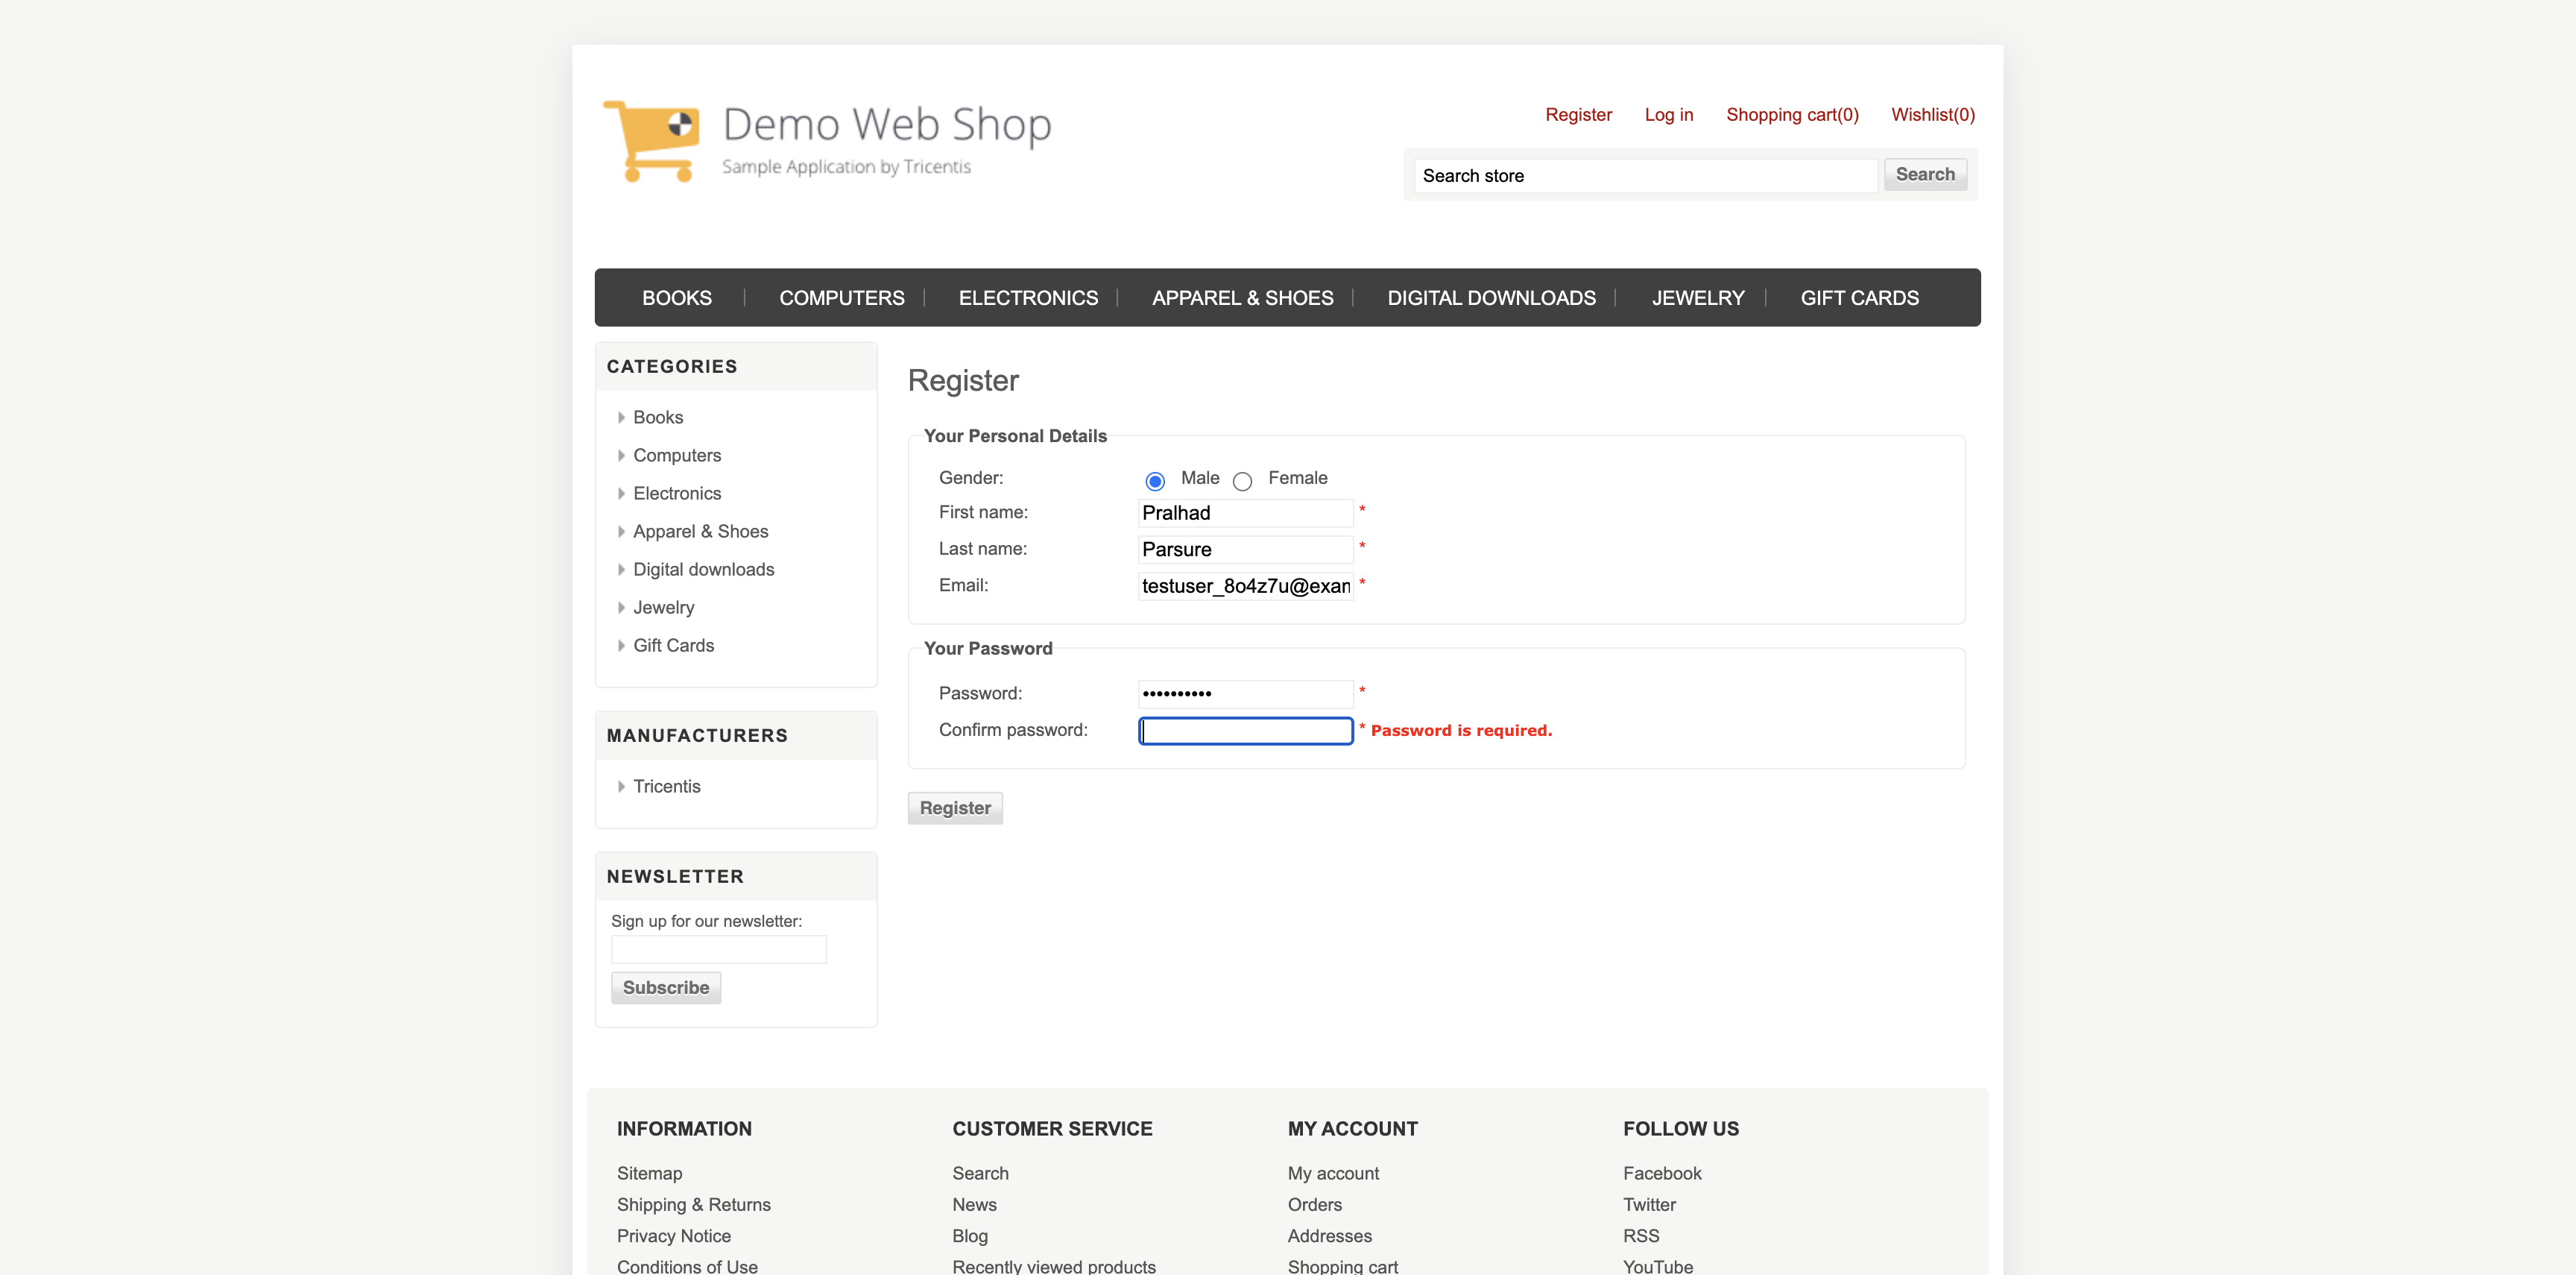 Demo Web Shop
Sample Application by Tricentis
Register Log in Shopping cart(0) Wishlist(0)
Search store Search
BOOKS COMPUTERS ELECTRONICS APPAREL & SHOES DIGITAL DOWNLOADS JEWELRY GIFT CARDS
CATEGORIES
Books
Computers
Electronics
Apparel & Shoes
Digital downloads
Jewelry
Gift Cards
MANUFACTURERS
Tricentis
NEWSLETTER
Sign up for our newsletter:
Subscribe
Register
Your Personal Details
Gender: Male Female
First name: Pralhad *
Last name: Parsure *
Email: testuser_8o4z7u@exam *
Your Password
Password: •••••••••• *
Confirm password: * Password is required.
Register
INFORMATION
Sitemap
Shipping & Returns
Privacy Notice
Conditions of Use
CUSTOMER SERVICE
Search
News
Blog
Recently viewed products
MY ACCOUNT
My account
Orders
Addresses
Shopping cart
FOLLOW US
Facebook
Twitter
RSS
YouTube